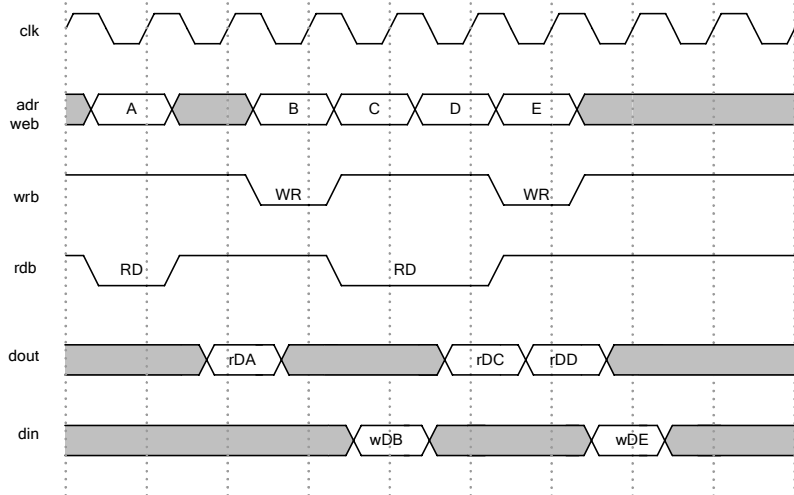 clk
adr A B C D E
web
wrb WR WR
rdb RD RD
dout rDA rDC rDD
din wDB wDE